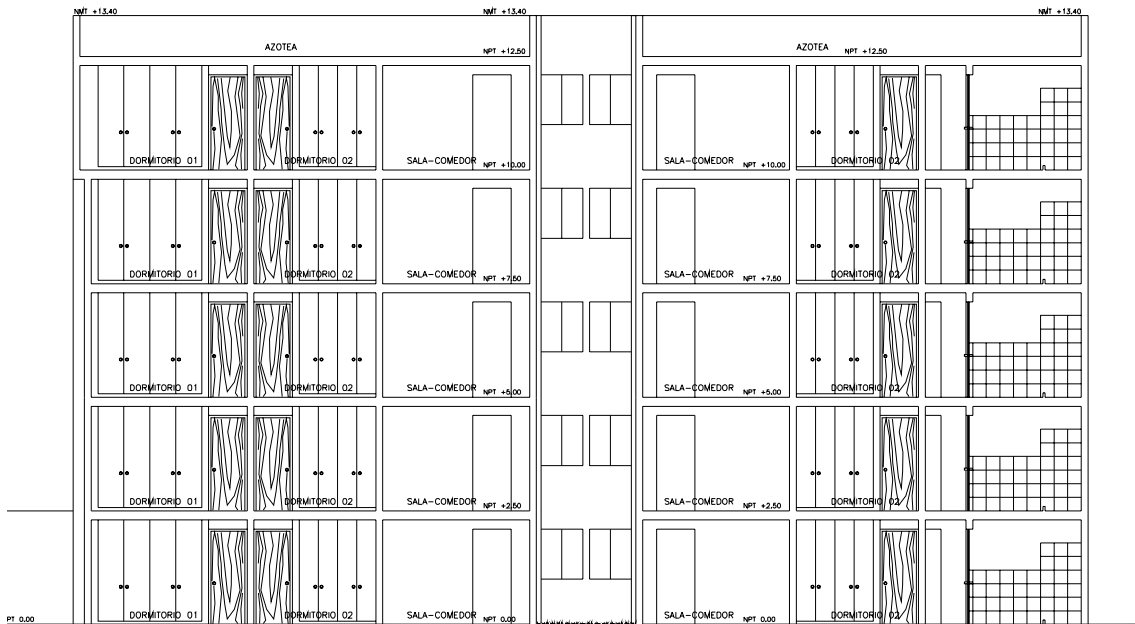 NMT +13.40 NMT +13.40 NMT +13.40
AZOTEA NPT +12.50 AZOTEA NPT +12.50
DORMITORIO 01 DORMITORIO 02 SALA-COMEDOR NPT +10.00 SALA-COMEDOR NPT +10.00 DORMITORIO 02
DORMITORIO 01 DORMITORIO 02 SALA-COMEDOR NPT +7.50 SALA-COMEDOR NPT +7.50 DORMITORIO 02
DORMITORIO 01 DORMITORIO 02 SALA-COMEDOR NPT +5.00 SALA-COMEDOR NPT +5.00 DORMITORIO 02
DORMITORIO 01 DORMITORIO 02 SALA-COMEDOR NPT +2.50 SALA-COMEDOR NPT +2.50 DORMITORIO 02
PT 0.00 DORMITORIO 01 DORMITORIO 02 SALA-COMEDOR NPT 0.00 SALA-COMEDOR NPT 0.00 DORMITORIO 02